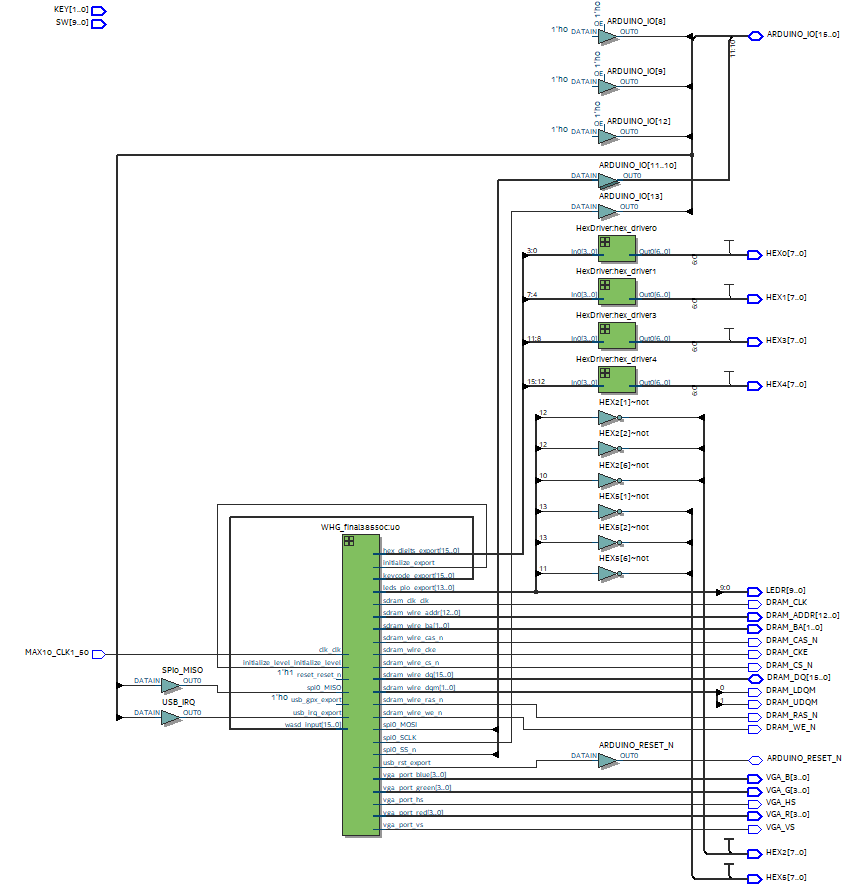 KEY[1..0]
SW[9..0]
1'h0
OE
ARDUINO_IO[8]
1'h0 DATAIN OUT0
ARDUINO_IO[15..0]
11:10
1'h0
OE
ARDUINO_IO[9]
1'h0 DATAIN OUT0
1'h0
OE
ARDUINO_IO[12]
1'h0 DATAIN OUT0
ARDUINO_IO[11..10]
DATAIN OUT0
ARDUINO_IO[13]
DATAIN OUT0
HexDriver:hex_driver0
3:0 In0[3..0] Out0[6..0] 6:0 HEX0[7..0]
HexDriver:hex_driver1
7:4 In0[3..0] Out0[6..0] 6:0 HEX1[7..0]
HexDriver:hex_driver3
11:8 In0[3..0] Out0[6..0] 6:0 HEX3[7..0]
HexDriver:hex_driver4
15:12 In0[3..0] Out0[6..0] 6:0 HEX4[7..0]
HEX2[1]~not
12
HEX2[2]~not
12
HEX2[6]~not
10
HEX5[1]~not
13
HEX5[2]~not
13
HEX5[6]~not
11
WHG_final385soc:u0
hex_digits_export[15..0]
initialize_export
keycode_export[15..0]
leds_pio_export[13..0] 9:0 LEDR[9..0]
sdram_clk_clk DRAM_CLK
sdram_wire_addr[12..0] DRAM_ADDR[12..0]
sdram_wire_ba[1..0] DRAM_BA[1..0]
sdram_wire_cas_n DRAM_CAS_N
MAX10_CLK1_50 clk_clk sdram_wire_cke DRAM_CKE
initialize_level_initialize_level sdram_wire_cs_n DRAM_CS_N
1'h1 reset_reset_n sdram_wire_dq[15..0] DRAM_DQ[15..0]
SPI0_MISO
DATAIN OUT0 spi0_MISO sdram_wire_dqm[1..0] 0 DRAM_LDQM
1'h0 usb_gpx_export sdram_wire_ras_n 1 DRAM_UDQM
USB_IRQ
DATAIN OUT0 usb_irq_export sdram_wire_we_n DRAM_RAS_N
wasd_input[15..0] spi0_MOSI DRAM_WE_N
spi0_SCLK
spi0_SS_n
ARDUINO_RESET_N
usb_rst_export DATAIN OUT0 ARDUINO_RESET_N
vga_port_blue[3..0] VGA_B[3..0]
vga_port_green[3..0] VGA_G[3..0]
vga_port_hs VGA_HS
vga_port_red[3..0] VGA_R[3..0]
vga_port_vs VGA_VS
HEX2[7..0]
HEX5[7..0]